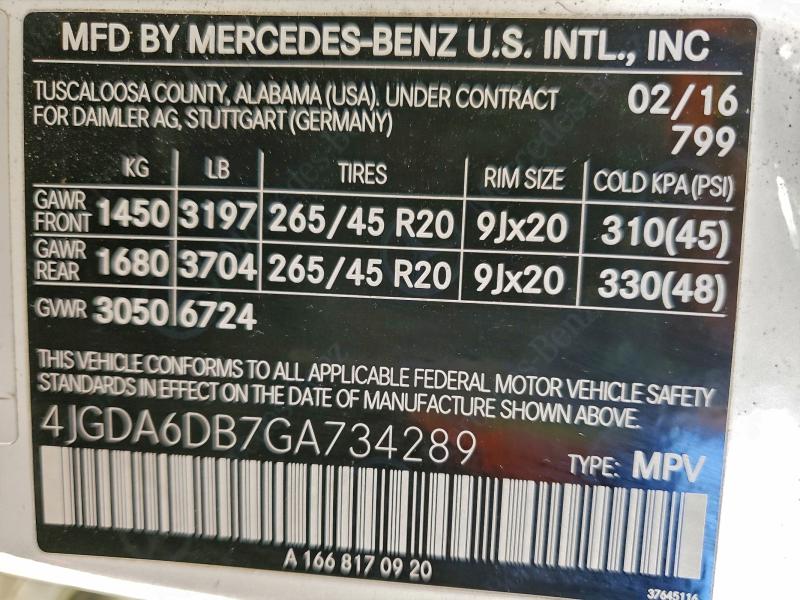 MFD BY MERCEDES-BENZ U.S. INTL., INC
TUSCALOOSA COUNTY, ALABAMA (USA). UNDER CONTRACT 02/16
FOR DAIMLER AG, STUTTGART (GERMANY) 799
KG LB TIRES RIM SIZE COLD KPA (PSI)
GAWR FRONT 1450 3197 265/45 R20 9Jx20 310(45)
GAWR REAR 1680 3704 265/45 R20 9Jx20 330(48)
GVWR 3050 6724
THIS VEHICLE CONFORMS TO ALL APPLICABLE FEDERAL MOTOR VEHICLE SAFETY
STANDARDS IN EFFECT ON THE DATE OF MANUFACTURE SHOWN ABOVE.
4JGDA6DB7GA734289
TYPE: MPV
A 166 817 09 20
37645116